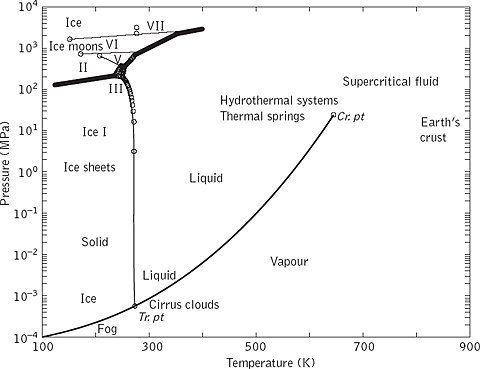 10⁴
10³
10²
10¹
10⁰
10⁻¹
10⁻²
10⁻³
10⁻⁴
Pressure (MPa)
Ice
VII
Ice moons VI
II
V
III
Supercritical fluid
Hydrothermal systems
Thermal springs
Cr. pt
Earth's
crust
Ice I
Ice sheets
Liquid
Solid
Vapour
Liquid
Ice
Cirrus clouds
Tr. pt
Fog
100
300
500
700
900
Temperature (K)